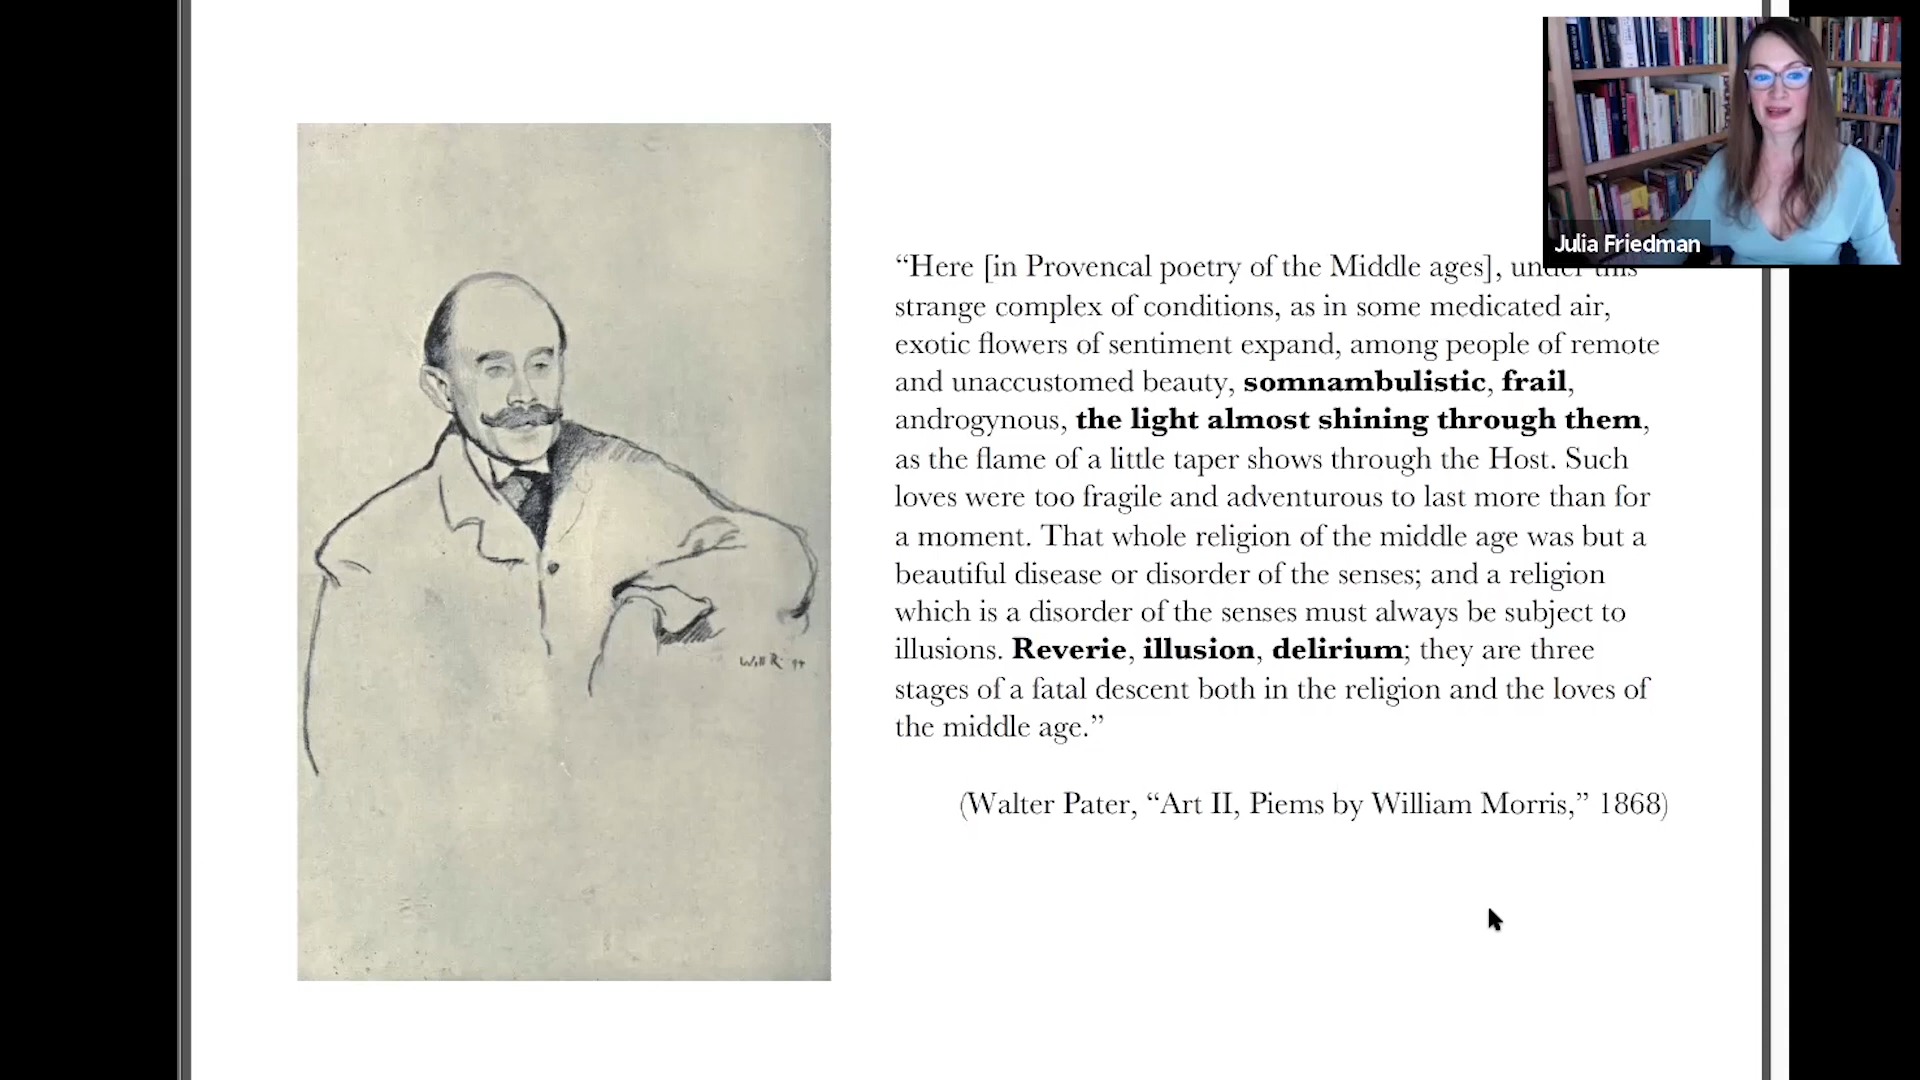 Julia Friedman
“Here [in Provencal poetry of the Middle ages], under this
strange complex of conditions, as in some medicated air,
exotic flowers of sentiment expand, among people of remote
and unaccustomed beauty, somnambulistic, frail,
androgynous, the light almost shining through them,
as the flame of a little taper shows through the Host. Such
loves were too fragile and adventurous to last more than for
a moment. That whole religion of the middle age was but a
beautiful disease or disorder of the senses; and a religion
which is a disorder of the senses must always be subject to
illusions. Reverie, illusion, delirium; they are three
stages of a fatal descent both in the religion and the loves of
the middle age.”
(Walter Pater, “Art II, Piems by William Morris,” 1868)
Will R. 94